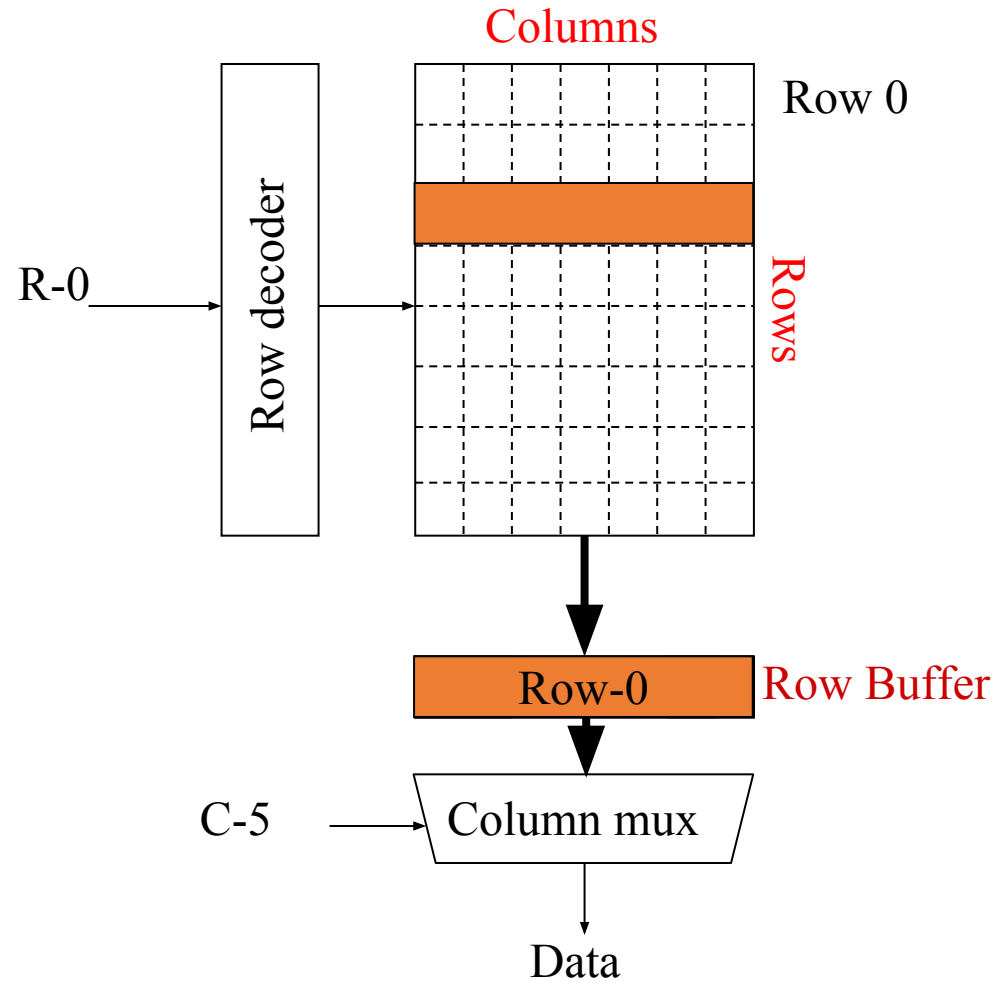 Columns
Row 0
Row decoder
R-0
Rows
Row-0
Row Buffer
C-5
Column mux
Data